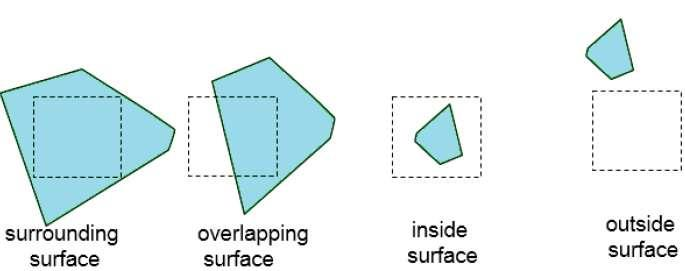 surrounding
surface
overlapping
surface
inside
surface
outside
surface